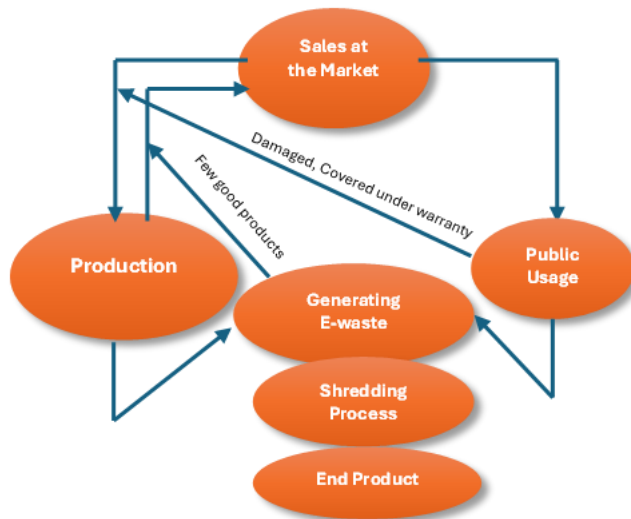 Sales at
the Market
Damaged, Covered under warranty
Few good products
Production
Public
Usage
Generating
E-waste
Shredding
Process
End Product